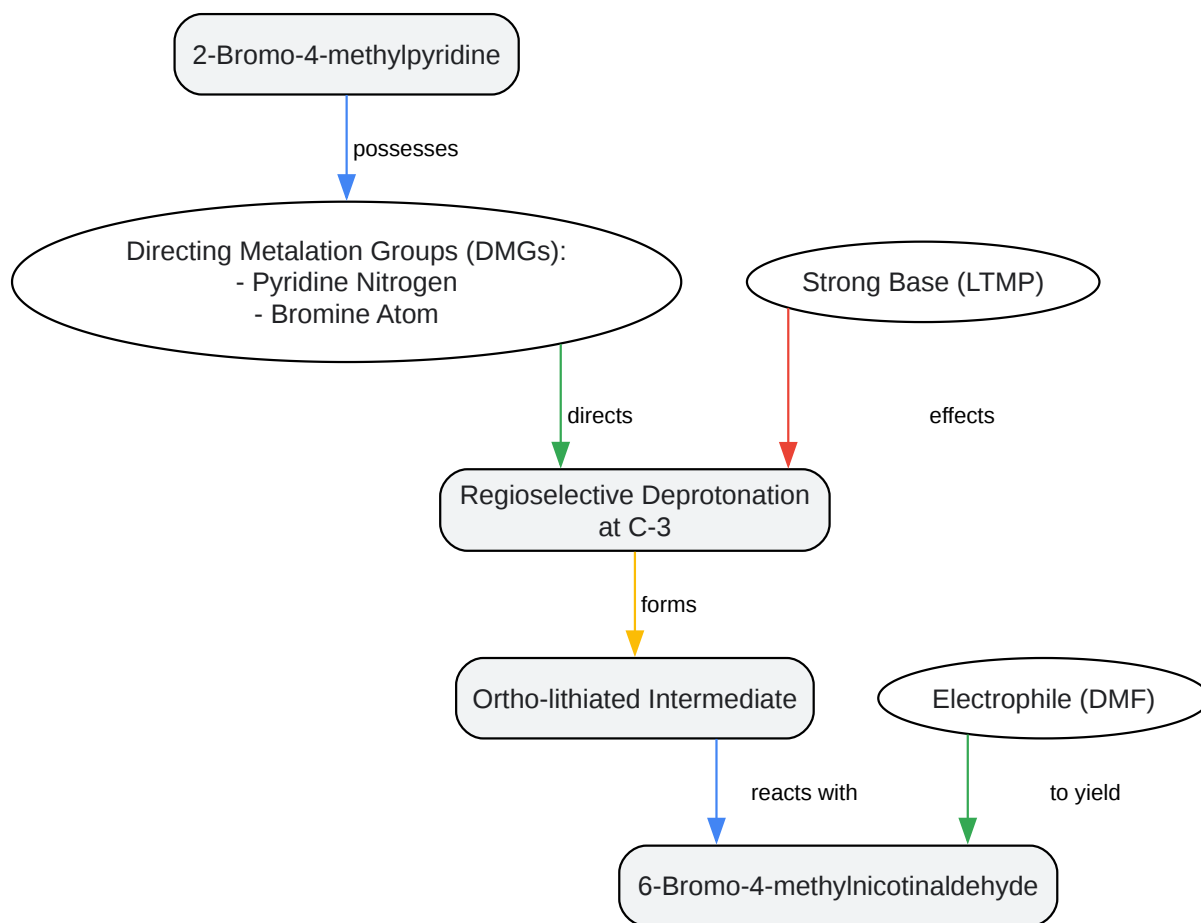 2-Bromo-4-methylpyridine
possesses
Directing Metalation Groups (DMGs):
- Pyridine Nitrogen
- Bromine Atom
Strong Base (LTMP)
directs
effects
Regioselective Deprotonation
at C-3
forms
Ortho-lithiated Intermediate
Electrophile (DMF)
reacts with
to yield
6-Bromo-4-methylnicotinaldehyde